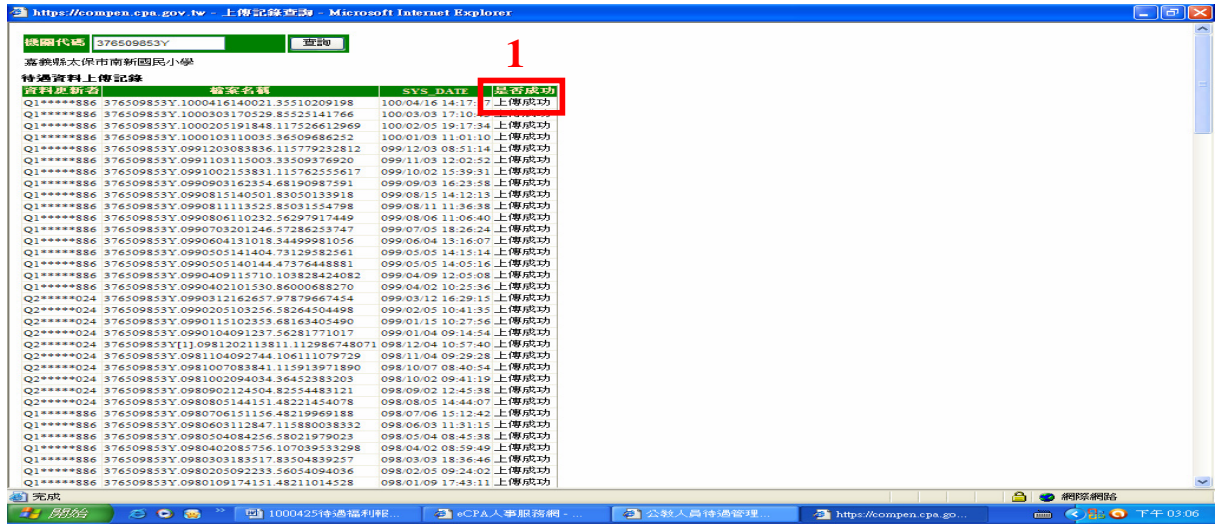 https://compen.cpa.gov.tw - 上傳記錄查詢 - Microsoft Internet Explorer
機關代碼 376509853Y 查詢
1
嘉義縣太保市南新國民小學
待遇資料上傳記錄
資料更新者 檔案名稱 SYS_DATE 是否成功
Q1*****886 376509853Y.1000416140021.35510209198 100/04/16 14:17: 7 上傳成功
Q1*****886 376509853Y.1000303170529.85525141766 100/03/03 17:10: 上傳成功
Q1*****886 376509853Y.1000205191848.117526612969 100/02/05 19:17:34 上傳成功
Q1*****886 376509853Y.1000103110035.36509686252 100/01/03 11:01:10 上傳成功
Q1*****886 376509853Y.0991203083836.115779232812 099/12/03 08:51:14 上傳成功
Q1*****886 376509853Y.0991103115003.33509376920 099/11/03 12:02:52 上傳成功
Q1*****886 376509853Y.0991002153831.115762555617 099/10/02 15:39:31 上傳成功
Q1*****886 376509853Y.0990903162354.68190987591 099/09/03 16:23:58 上傳成功
Q1*****886 376509853Y.0990815140501.83050133918 099/08/15 14:12:13 上傳成功
Q1*****886 376509853Y.0990811113525.85031554798 099/08/11 11:36:38 上傳成功
Q1*****886 376509853Y.0990806110232.56297917449 099/08/06 11:06:40 上傳成功
Q1*****886 376509853Y.0990703201246.57286253747 099/07/05 18:26:24 上傳成功
Q1*****886 376509853Y.0990604131018.34499981056 099/06/04 13:16:07 上傳成功
Q1*****886 376509853Y.0990505141404.73129582561 099/05/05 14:15:14 上傳成功
Q1*****886 376509853Y.0990505140144.47376448881 099/05/05 14:05:16 上傳成功
Q1*****886 376509853Y.0990409115710.103828424082 099/04/09 12:05:08 上傳成功
Q1*****886 376509853Y.0990402101530.86000688270 099/04/02 10:25:36 上傳成功
Q2*****024 376509853Y.0990312162657.97879667454 099/03/12 16:29:15 上傳成功
Q2*****024 376509853Y.0990205103256.58264504498 099/02/05 10:41:35 上傳成功
Q2*****024 376509853Y.0990115102353.68163405490 099/01/15 10:27:56 上傳成功
Q2*****024 376509853Y.0990104091237.56281771017 099/01/04 09:14:54 上傳成功
Q2*****024 376509853Y[1].0981202113811.112986748071 098/12/04 10:57:40 上傳成功
Q2*****024 376509853Y.0981104092744.106111079729 098/11/04 09:29:28 上傳成功
Q2*****024 376509853Y.0981007083841.115913971890 098/10/07 08:40:54 上傳成功
Q2*****024 376509853Y.0981002094034.36452383203 098/10/02 09:41:19 上傳成功
Q2*****024 376509853Y.0980902124504.82554483121 098/09/02 12:45:38 上傳成功
Q2*****024 376509853Y.0980805144151.48221454078 098/08/05 14:44:07 上傳成功
Q1*****886 376509853Y.0980706151156.48219969188 098/07/06 15:12:42 上傳成功
Q1*****886 376509853Y.0980603112847.115880038332 098/06/03 11:31:15 上傳成功
Q1*****886 376509853Y.0980504084256.58021979023 098/05/04 08:45:38 上傳成功
Q1*****886 376509853Y.0980402085756.107039533298 098/04/02 08:59:49 上傳成功
Q1*****886 376509853Y.0980303183517.83504839257 098/03/03 18:36:46 上傳成功
Q1*****886 376509853Y.0980205092233.56054094036 098/02/05 09:24:02 上傳成功
Q1*****886 376509853Y.0980109174151.48211014528 098/01/09 17:43:11 上傳成功
完成 網際網路
開始 1000425待遇福利報... eCPA人事服務網 - ... 公教人員待遇管理... https://compen.cpa.go... 下午 03:06